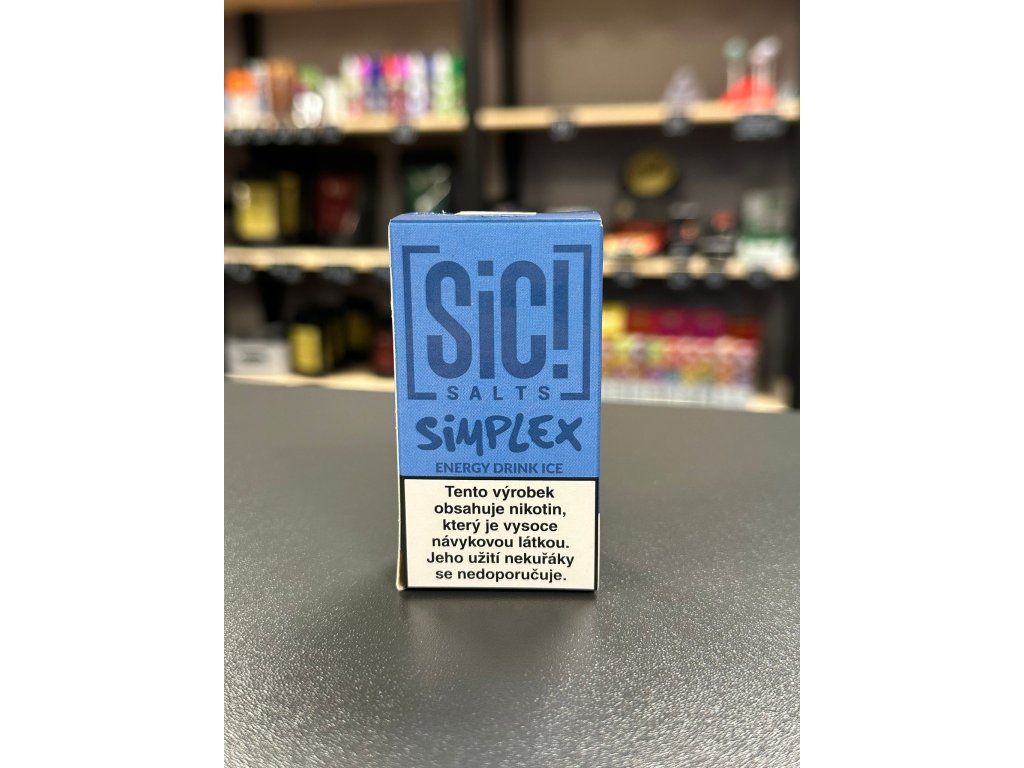 [SiC!]
SALTS
SiMPLEX
ENERGY DRINK ICE
Tento výrobek
obsahuje nikotin,
který je vysoce
návykovou látkou.
Jeho užití nekuřáky
se nedoporučuje.